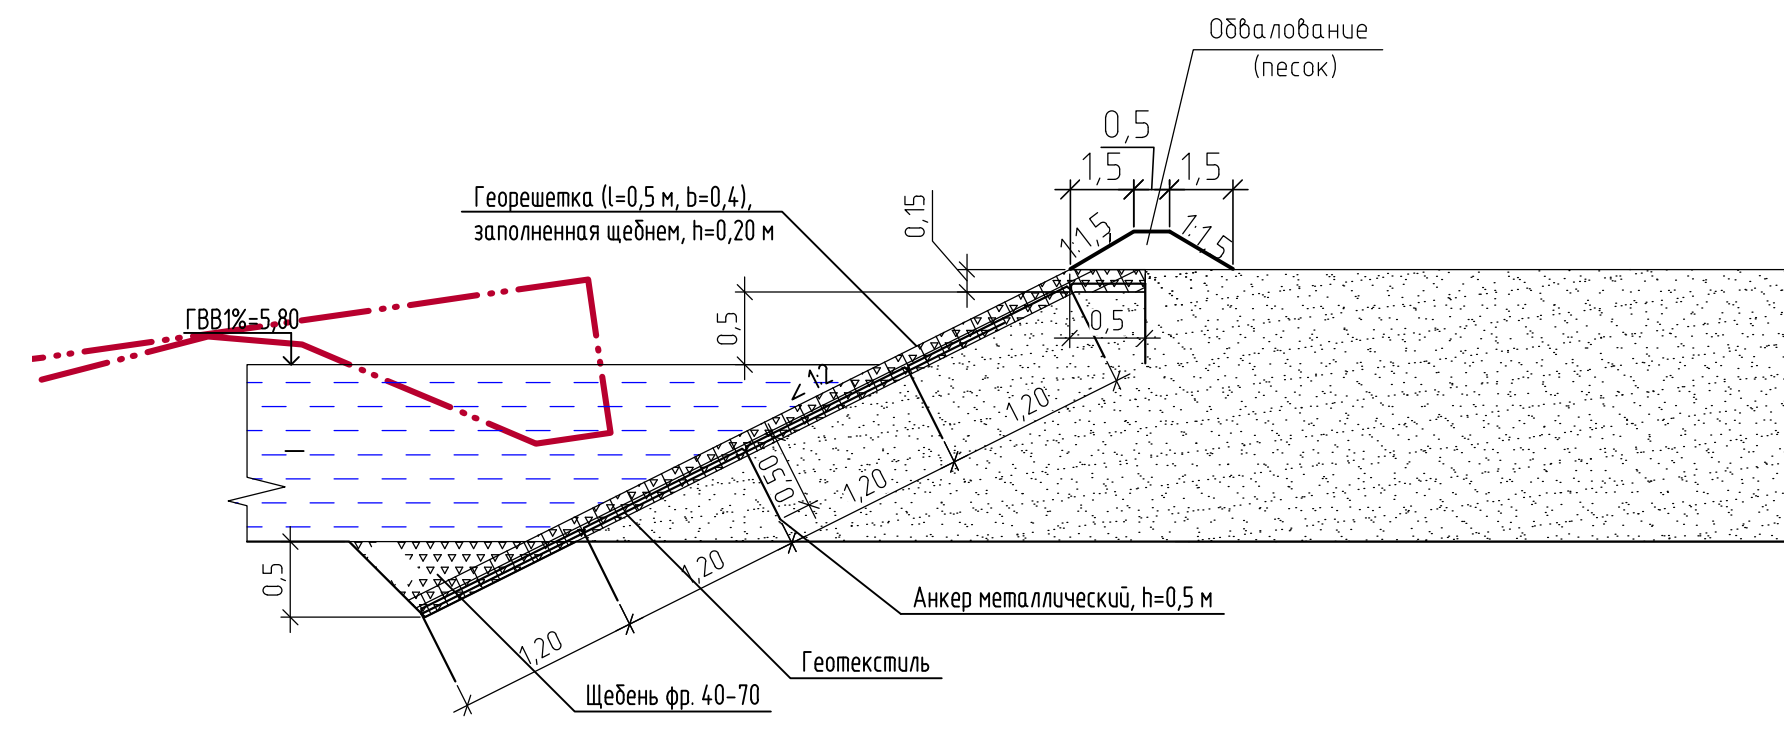 Обвалование
(песок)
0,5
1,5
1,5
Георешетка (l=0,5 м, b=0,4),
заполненная щебнем, h=0,20 м
0,15
1:1,5
1:1,5
ГВВ1%=5,80
0,5
0,5
1:2
1,20
0,50
1,20
0,5
1,20
Анкер металлический, h=0,5 м
1,20
Геотекстиль
Щебень фр. 40-70